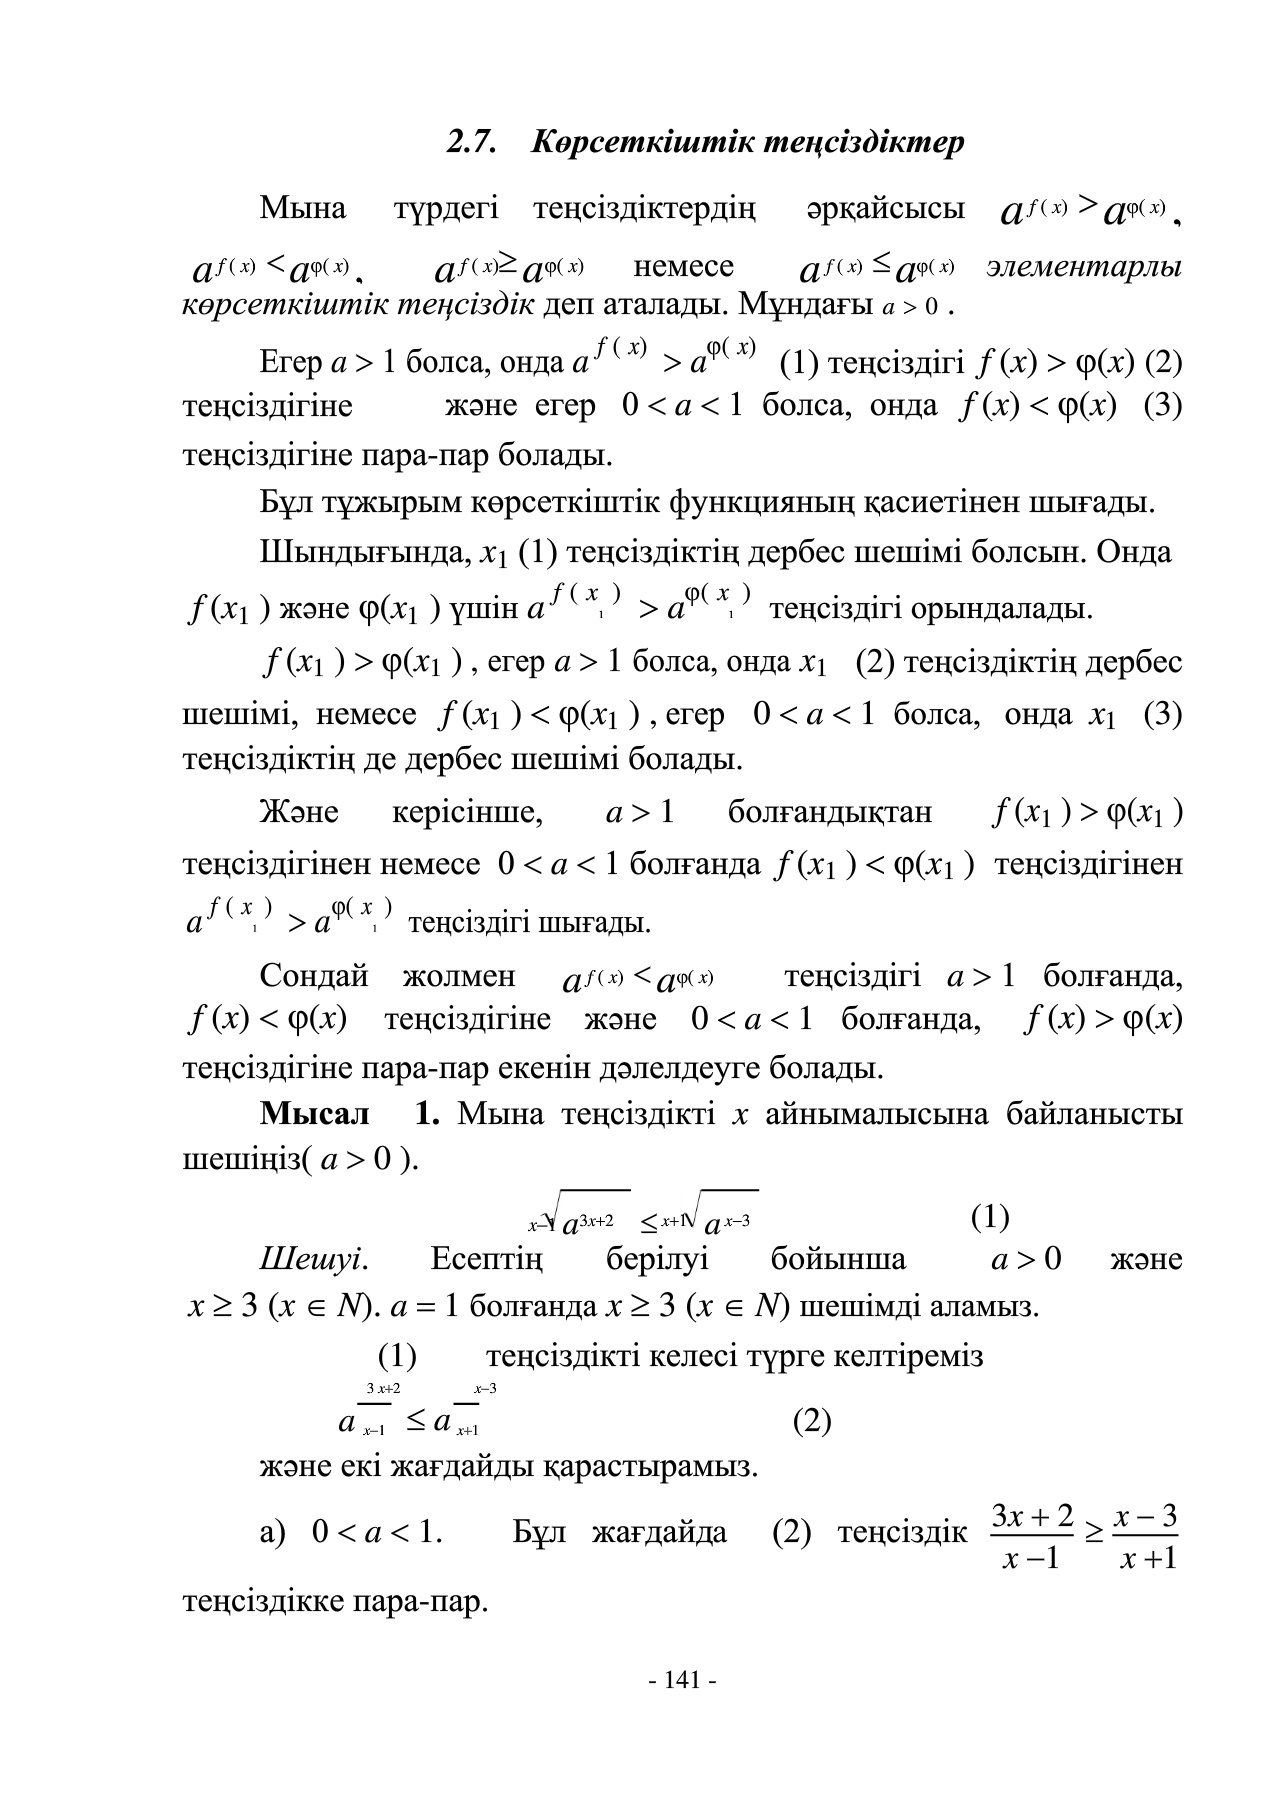 2.7. Көрсеткіштік теңсіздіктер
Мына түрдегі теңсіздіктердің әрқайсысы a^{f(x)} > a^{φ(x)},
a^{f(x)} < a^{φ(x)}, a^{f(x)} ≥ a^{φ(x)} немесе a^{f(x)} ≤ a^{φ(x)} элементарлы
көрсеткіштік теңсіздік деп аталады. Мұндағы a > 0 .
Егер a > 1 болса, онда a^{f(x)} > a^{φ(x)} (1) теңсіздігі f(x) > φ(x) (2)
теңсіздігіне және егер 0 < a < 1 болса, онда f(x) < φ(x) (3)
теңсіздігіне пара-пар болады.
Бұл тұжырым көрсеткіштік функцияның қасиетінен шығады.
Шындығында, x₁ (1) теңсіздіктің дербес шешімі болсын. Онда
f(x₁) және φ(x₁) үшін a^{f(x₁)} > a^{φ(x₁)} теңсіздігі орындалады.
f(x₁) > φ(x₁) , егер a > 1 болса, онда x₁ (2) теңсіздіктің дербес
шешімі, немесе f(x₁) < φ(x₁) , егер 0 < a < 1 болса, онда x₁ (3)
теңсіздіктің де дербес шешімі болады.
Және керісінше, a > 1 болғандықтан f(x₁) > φ(x₁)
теңсіздігінен немесе 0 < a < 1 болғанда f(x₁) < φ(x₁) теңсіздігінен
a^{f(x₁)} > a^{φ(x₁)} теңсіздігі шығады.
Сондай жолмен a^{f(x)} < a^{φ(x)} теңсіздігі a > 1 болғанда,
f(x) < φ(x) теңсіздігіне және 0 < a < 1 болғанда, f(x) > φ(x)
теңсіздігіне пара-пар екенін дәлелдеуге болады.
Мысал 1. Мына теңсіздікті x айнымалысына байланысты
шешіңіз( a > 0 ).
\sqrt[x−1]{a^{3x+2}} ≤ \sqrt[x+1]{a^{x−3}} (1)
Шешуі. Есептің берілуі бойынша a > 0 және
x ≥ 3 (x ∈ N). a = 1 болғанда x ≥ 3 (x ∈ N) шешімді аламыз.
(1) теңсіздікті келесі түрге келтіреміз
a^{\frac{3x+2}{x−1}} ≤ a^{\frac{x−3}{x+1}} (2)
және екі жағдайды қарастырамыз.
а) 0 < a < 1. Бұл жағдайда (2) теңсіздік \frac{3x+2}{x−1} ≥ \frac{x−3}{x+1}
теңсіздікке пара-пар.
- 141 -